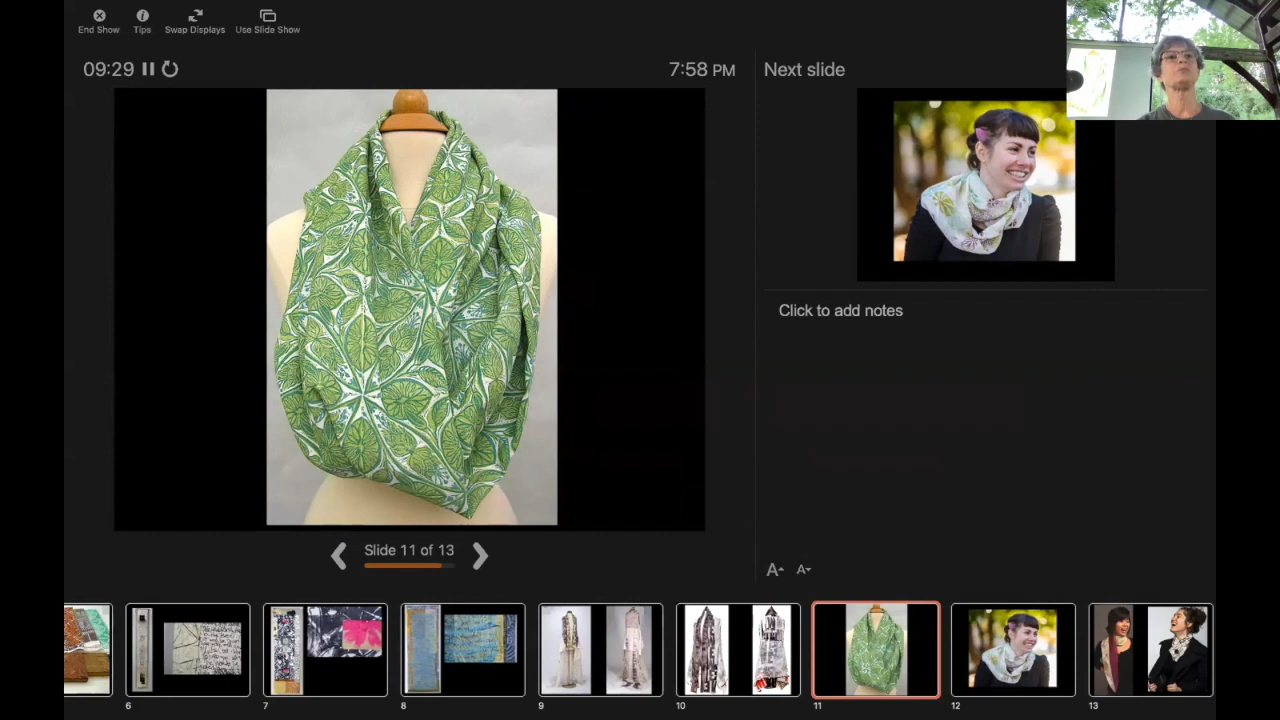 End Show
Tips
Swap Displays
Use Slide Show
09:29
7:58 PM
Next slide
Click to add notes
Slide 11 of 13
A
A
6
7
8
9
10
11
12
13